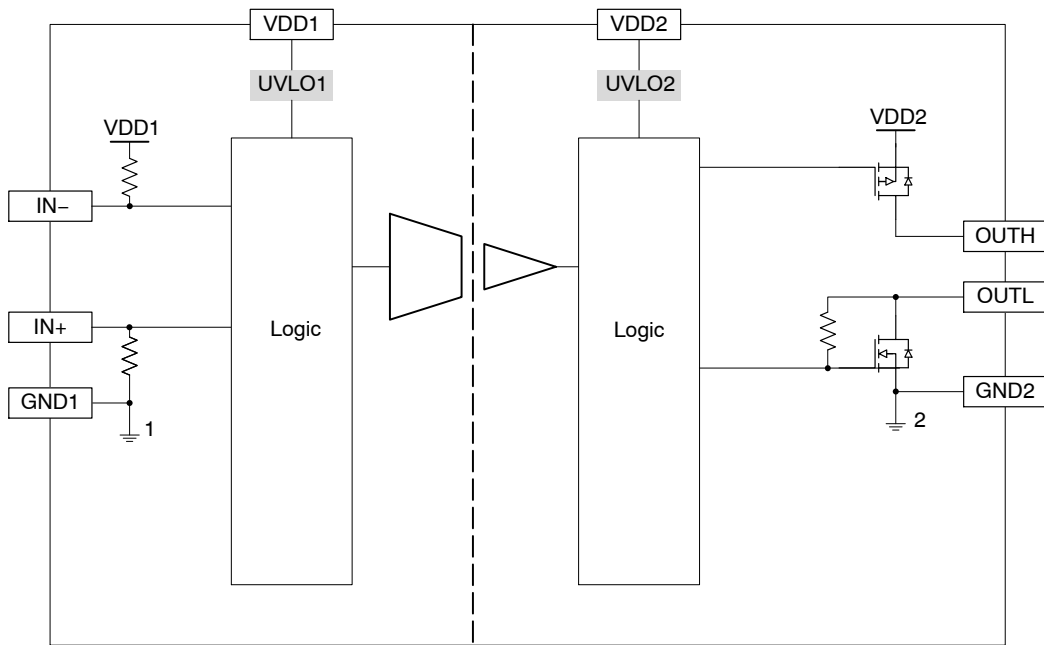 VDD1
VDD2
UVLO1
UVLO2
VDD1
VDD2
IN−
OUTH
IN+
Logic
Logic
OUTL
GND1
GND2
1
2